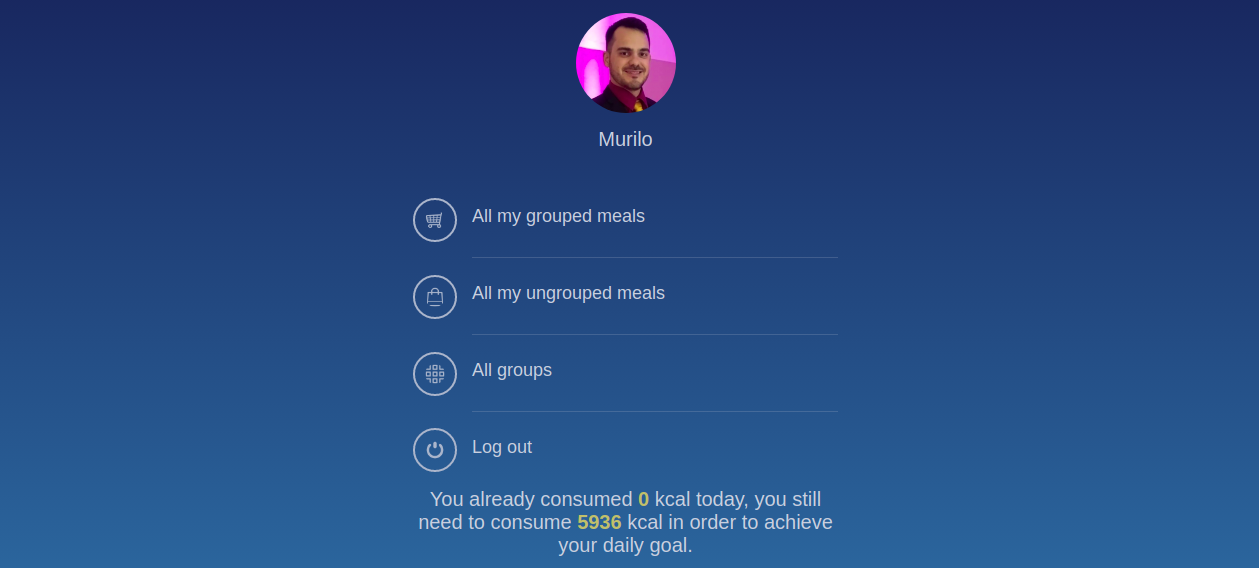 Murilo
All my grouped meals
All my ungrouped meals
All groups
Log out
You already consumed 0 kcal today, you still
need to consume 5936 kcal in order to achieve
your daily goal.